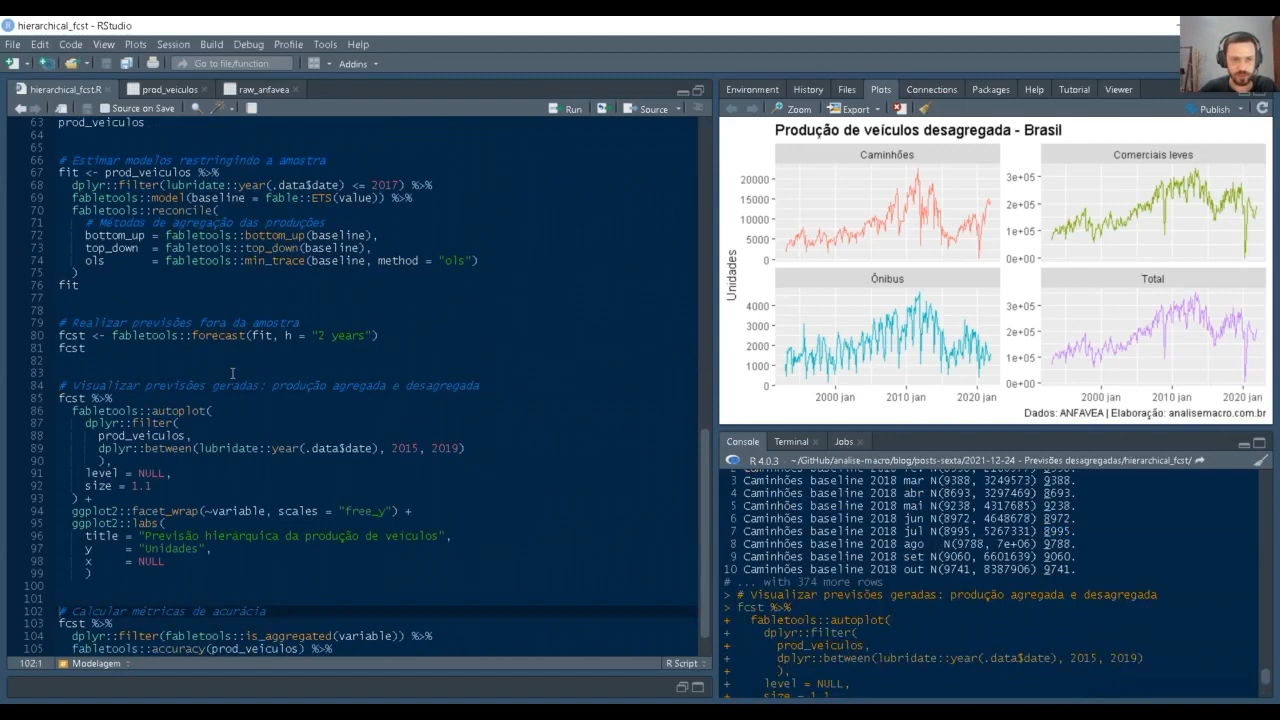 hierarchical_fcst - RStudio
File Edit Code View Plots Session Build Debug Profile Tools Help
Go to file/function Addins
hierarchical_fcst.R prod_veiculos raw_anfavea
Source on Save Run Source
63 prod_veiculos
64
65
66 # Estimar modelos restringindo a amostra
67 fit <- prod_veiculos %>%
68 dplyr::filter(lubridate::year(.data$date) <= 2017) %>%
69 fabletools::model(baseline = fable::ETS(value)) %>%
70 fabletools::reconcile(
71 # Métodos de agregação das produções
72 bottom_up = fabletools::bottom_up(baseline),
73 top_down = fabletools::top_down(baseline),
74 ols = fabletools::min_trace(baseline, method = "ols")
75 )
76 fit
77
78
79 # Realizar previsões fora da amostra
80 fcst <- fabletools::forecast(fit, h = "2 years")
81 fcst
82
83
84 # Visualizar previsões geradas: produção agregada e desagregada
85 fcst %>%
86 fabletools::autoplot(
87 dplyr::filter(
88 prod_veiculos,
89 dplyr::between(lubridate::year(.data$date), 2015, 2019)
90 ),
91 level = NULL,
92 size = 1.1
93 ) +
94 ggplot2::facet_wrap(~variable, scales = "free_y") +
95 ggplot2::labs(
96 title = "Previsão hierárquica da produção de veículos",
97 y = "Unidades",
98 x = NULL
99 )
100
101
102 # Calcular métricas de acurácia
103 fcst %>%
104 dplyr::filter(fabletools::is_aggregated(variable)) %>%
105 fabletools::accuracy(prod_veiculos) %>%
102:1 Modelagem R Script
Environment History Files Plots Connections Packages Help Tutorial Viewer
Zoom Export Publish
Produção de veículos desagregada - Brasil
Caminhões Comerciais leves
20000
15000
10000
5000
0
3e+05
2e+05
1e+05
0e+00
Unidades
Ônibus Total
4000
3000
2000
1000
0
3e+05
2e+05
1e+05
0e+00
2000 jan 2010 jan 2020 jan 2000 jan 2010 jan 2020 jan
Dados: ANFAVEA | Elaboração: analisemacro.com.br
Console Terminal Jobs
R 4.0.3 · ~/GitHub/analise-macro/blog/posts-sexta/2021-12-24 - Previsões desagregadas/hierarchical_fcst/
3 Caminhões baseline 2018 mar N(9388, 3249573) 9388.
4 Caminhões baseline 2018 abr N(8693, 3297469) 8693.
5 Caminhões baseline 2018 mai N(9238, 4317685) 9238.
6 Caminhões baseline 2018 jun N(8972, 4648678) 8972.
7 Caminhões baseline 2018 jul N(8995, 5267331) 8995.
8 Caminhões baseline 2018 ago N(9788, 7e+06) 9788.
9 Caminhões baseline 2018 set N(9060, 6601639) 9060.
10 Caminhões baseline 2018 out N(9741, 8387906) 9741.
# ... with 374 more rows
> # Visualizar previsões geradas: produção agregada e desagregada
> fcst %>%
+ fabletools::autoplot(
+ dplyr::filter(
+ prod_veiculos,
+ dplyr::between(lubridate::year(.data$date), 2015, 2019)
+ ),
+ level = NULL,
+ size = 1.1